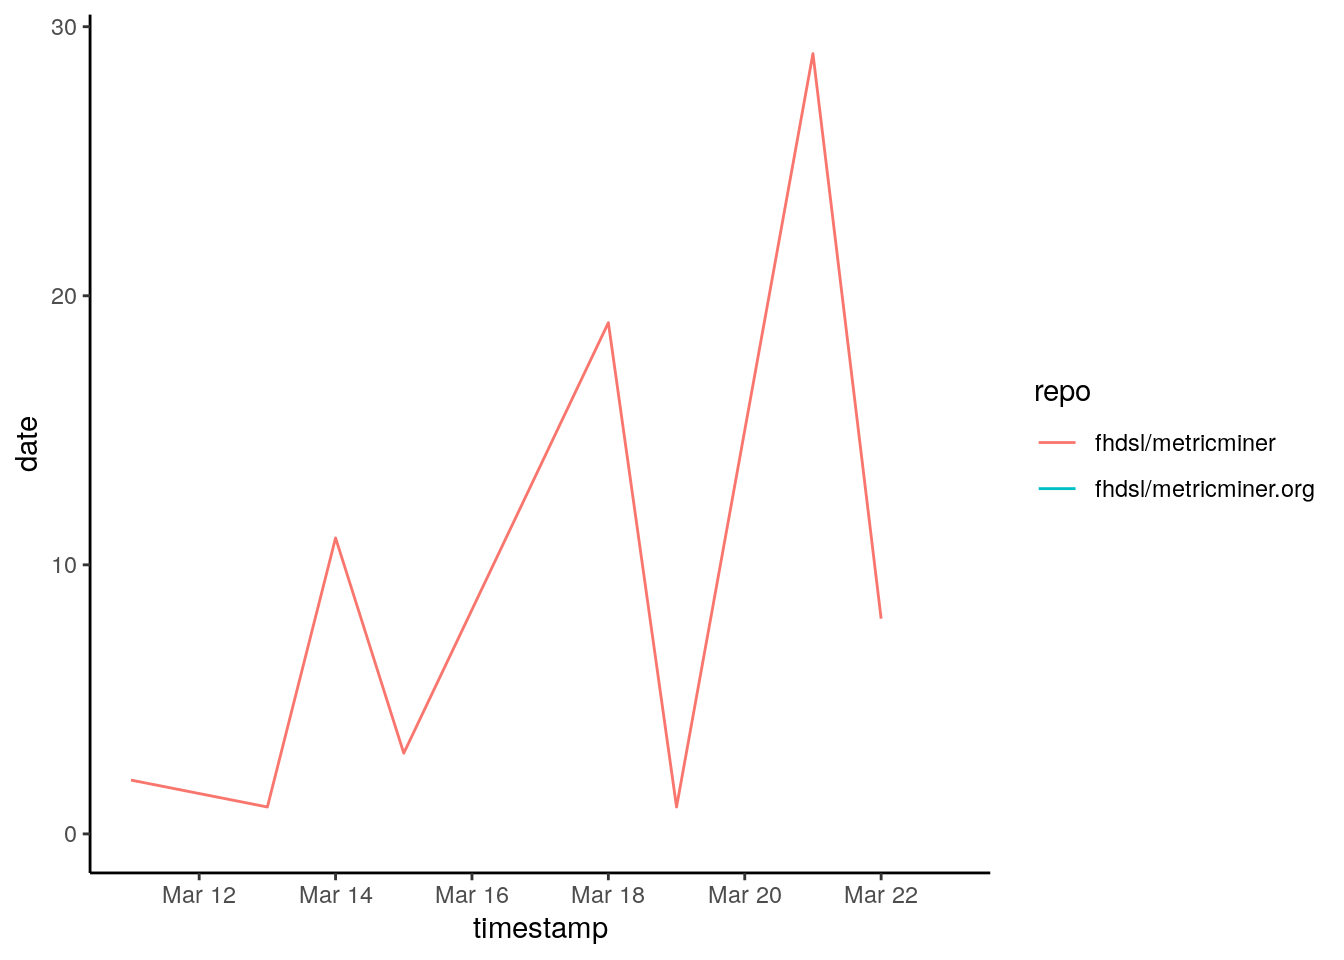 30
20
10
0
date
Mar 12 Mar 14 Mar 16 Mar 18 Mar 20 Mar 22
timestamp
repo
fhdsl/metricminer
fhdsl/metricminer.org